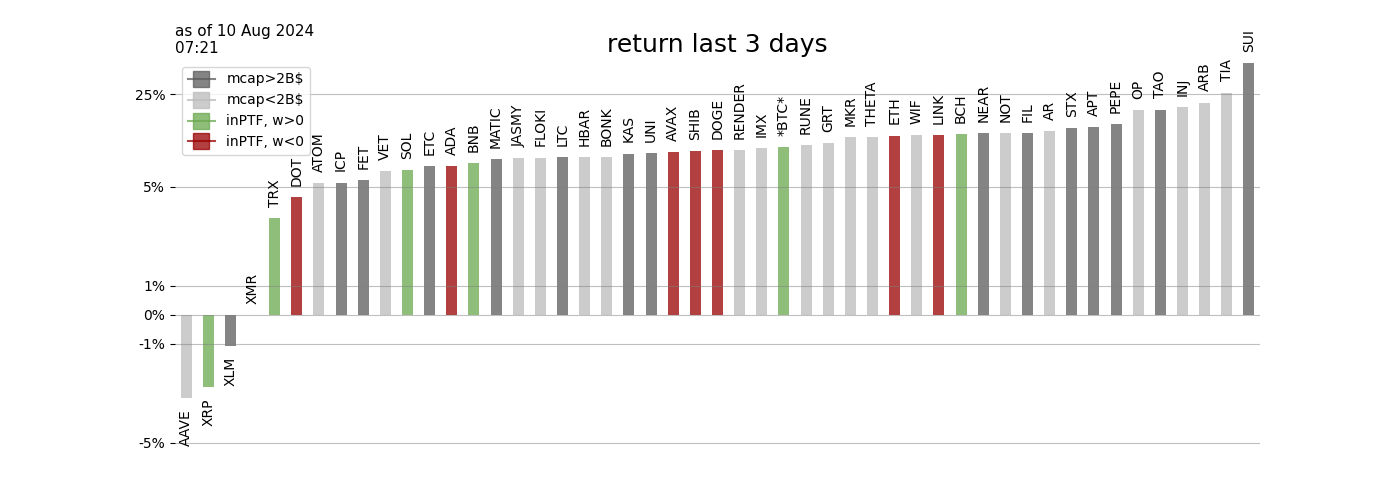 as of 10 Aug 2024
07:21
return last 3 days
mcap>2B$
mcap<2B$
inPTF, w>0
inPTF, w<0
25%
5%
1%
0%
-1%
-5%
AAVE
XRP
XLM
XMR
TRX
DOT
ATOM
ICP
FET
VET
SOL
ETC
ADA
BNB
MATIC
JASMY
FLOKI
LTC
HBAR
BONK
KAS
UNI
AVAX
SHIB
DOGE
RENDER
IMX
*BTC*
RUNE
GRT
MKR
THETA
ETH
WIF
LINK
BCH
NEAR
NOT
FIL
AR
STX
APT
PEPE
OP
TAO
INJ
ARB
TIA
SUI